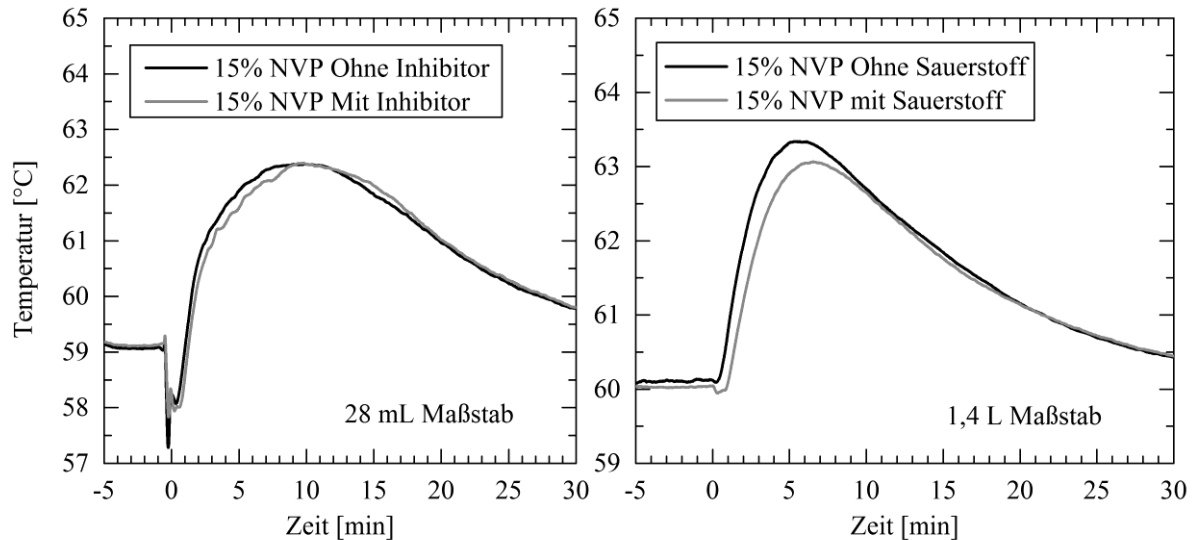 65
64
63
62
61
60
59
58
57
Temperatur [°C]
15% NVP Ohne Inhibitor
15% NVP Mit Inhibitor
28 mL Maßstab
-5 0 5 10 15 20 25 30
Zeit [min]
65
64
63
62
61
60
59
15% NVP Ohne Sauerstoff
15% NVP mit Sauerstoff
1,4 L Maßstab
-5 0 5 10 15 20 25 30
Zeit [min]